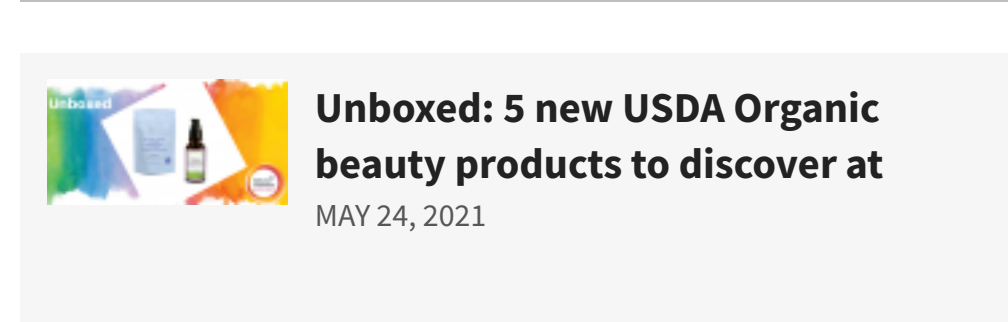 Unboxed
Unboxed: 5 new USDA Organic
beauty products to discover at
MAY 24, 2021